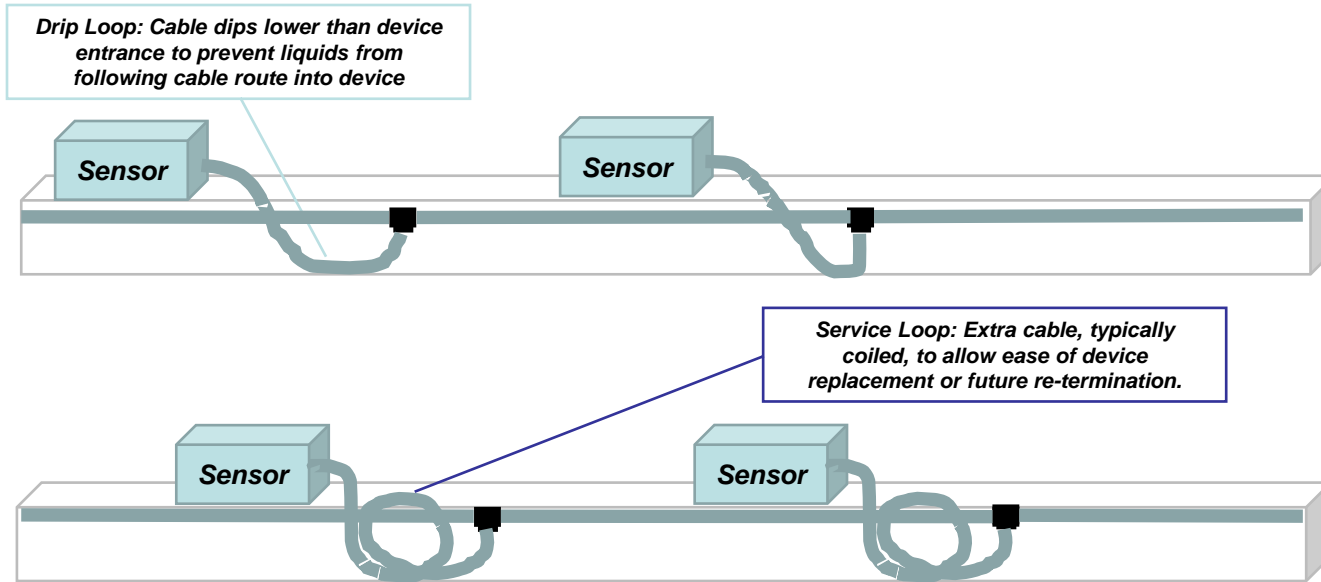 Drip Loop: Cable dips lower than device
entrance to prevent liquids from
following cable route into device
Sensor
Sensor
Service Loop: Extra cable, typically
coiled, to allow ease of device
replacement or future re-termination.
Sensor
Sensor